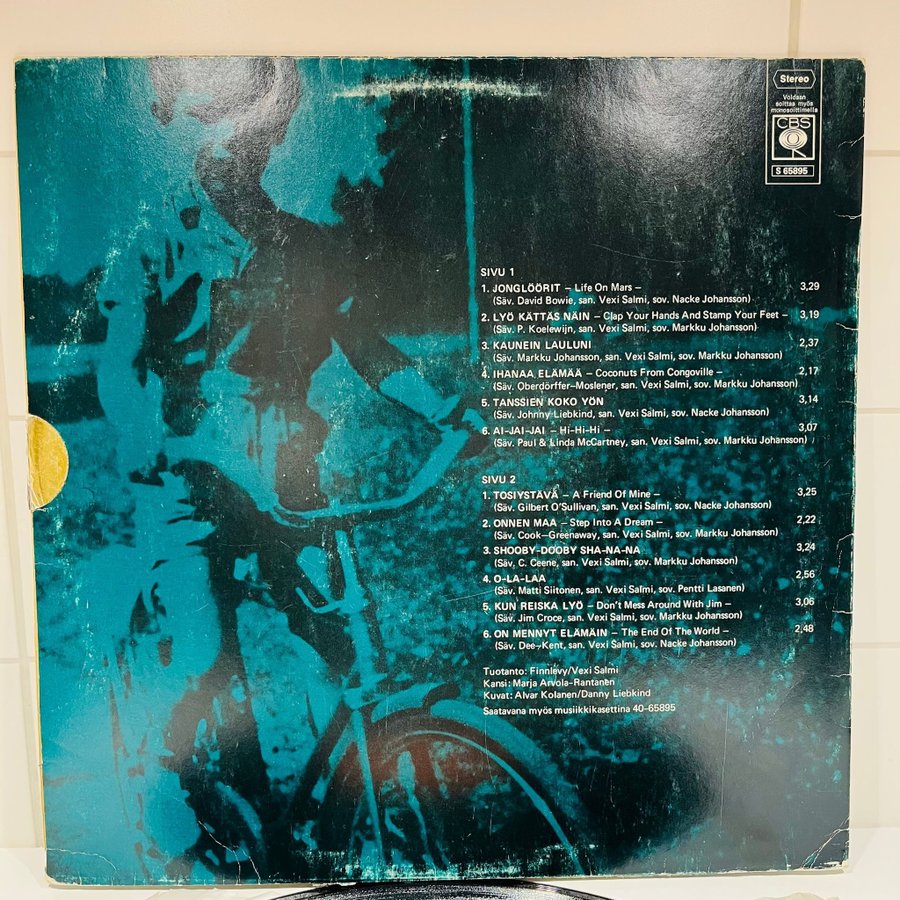 Stereo
Voidaan
soittaa myös
monosoittimella
CBS
S 65895
SIVU 1
1. JONGLÖÖRIT – Life On Mars – 3,29
(Säv. David Bowie, san. Vexi Salmi, sov. Nacke Johansson)
2. LYÖ KÄTTÄS NÄIN – Clap Your Hands And Stamp Your Feet – 3,19
(Säv. P. Koelewijn, san. Vexi Salmi, sov. Markku Johansson)
3. KAUNEIN LAULUNI 2,37
(Säv. Markku Johansson, san. Vexi Salmi, sov. Markku Johansson)
4. IHANAA ELÄMÄÄ – Coconuts From Congoville – 2,17
(Säv. Oberdörffer–Moslener, san. Vexi Salmi, sov. Markku Johansson)
5. TANSSIEN KOKO YÖN 3,14
(Säv. Johnny Liebkind, san. Vexi Salmi, sov. Nacke Johansson)
6. AI-JAI-JAI – Hi-Hi-Hi – 3,07
(Säv. Paul & Linda McCartney, san. Vexi Salmi, sov. Markku Johansson)
SIVU 2
1. TOSIYSTÄVÄ – A Friend Of Mine – 3,25
(Säv. Gilbert O'Sullivan, san. Vexi Salmi, sov. Nacke Johansson)
2. ONNEN MAA – Step Into A Dream – 2,22
(Säv. Cook–Greenaway, san. Vexi Salmi, sov. Markku Johansson)
3. SHOOBY-DOOBY SHA-NA-NA 3,24
(Säv, C. Ceene, san. Vexi Salmi, sov. Markku Johansson)
4. O-LA-LAA 2,56
(Säv. Matti Siitonen, san. Vexi Salmi, sov. Pentti Lasanen)
5. KUN REISKA LYÖ – Don't Mess Around With Jim – 3,06
(Säv. Jim Croce, san. Vexi Salmi, sov. Markku Johansson)
6. ON MENNYT ELÄMÄIN – The End Of The World – 2,48
(Säv. Dee–Kent, san. Vexi Salmi, sov. Nacke Johansson)
Tuotanto: Finnlevy/Vexi Salmi
Kansi: Marja Arvola-Rantanen
Kuvat: Alvar Kolanen/Danny Liebkind
Saatavana myös musiikkikasettina 40-65895